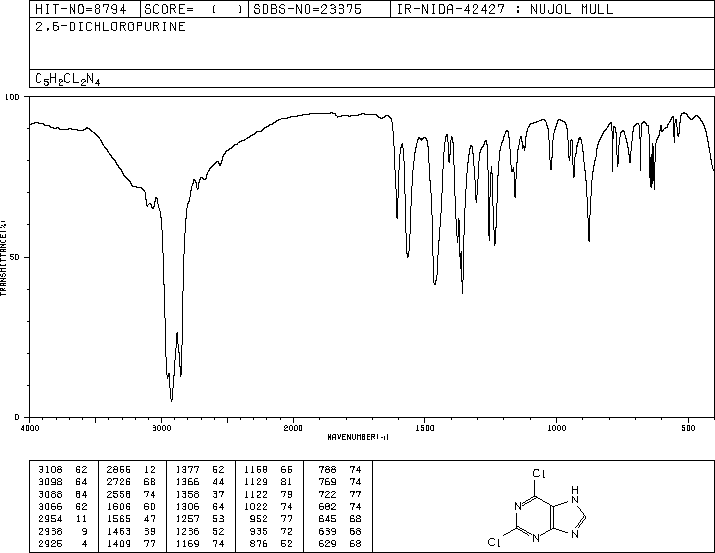 HIT-NO=8794 SCORE= ( ) SDBS-NO=23375 IR-NIDA-42427 : NUJOL MULL
2,6-DICHLOROPURINE
C5H2CL2N4
100
50
0
TRANSMITTANCE(%)
4000 3000 2000 1500 1000 500
WAVENUMBER(-1)
3108 62 2855 12 1377 52 1158 66 788 74
3098 64 2726 68 1366 44 1129 81 769 74
3088 64 2558 74 1358 37 1122 79 722 77
3066 62 1606 60 1306 64 1022 74 682 74
2954 11 1565 47 1257 53 952 77 645 68
2938 9 1463 39 1236 52 935 72 639 68
2925 4 1409 77 1169 74 876 52 629 68
Cl
H
N
N
N
N
Cl